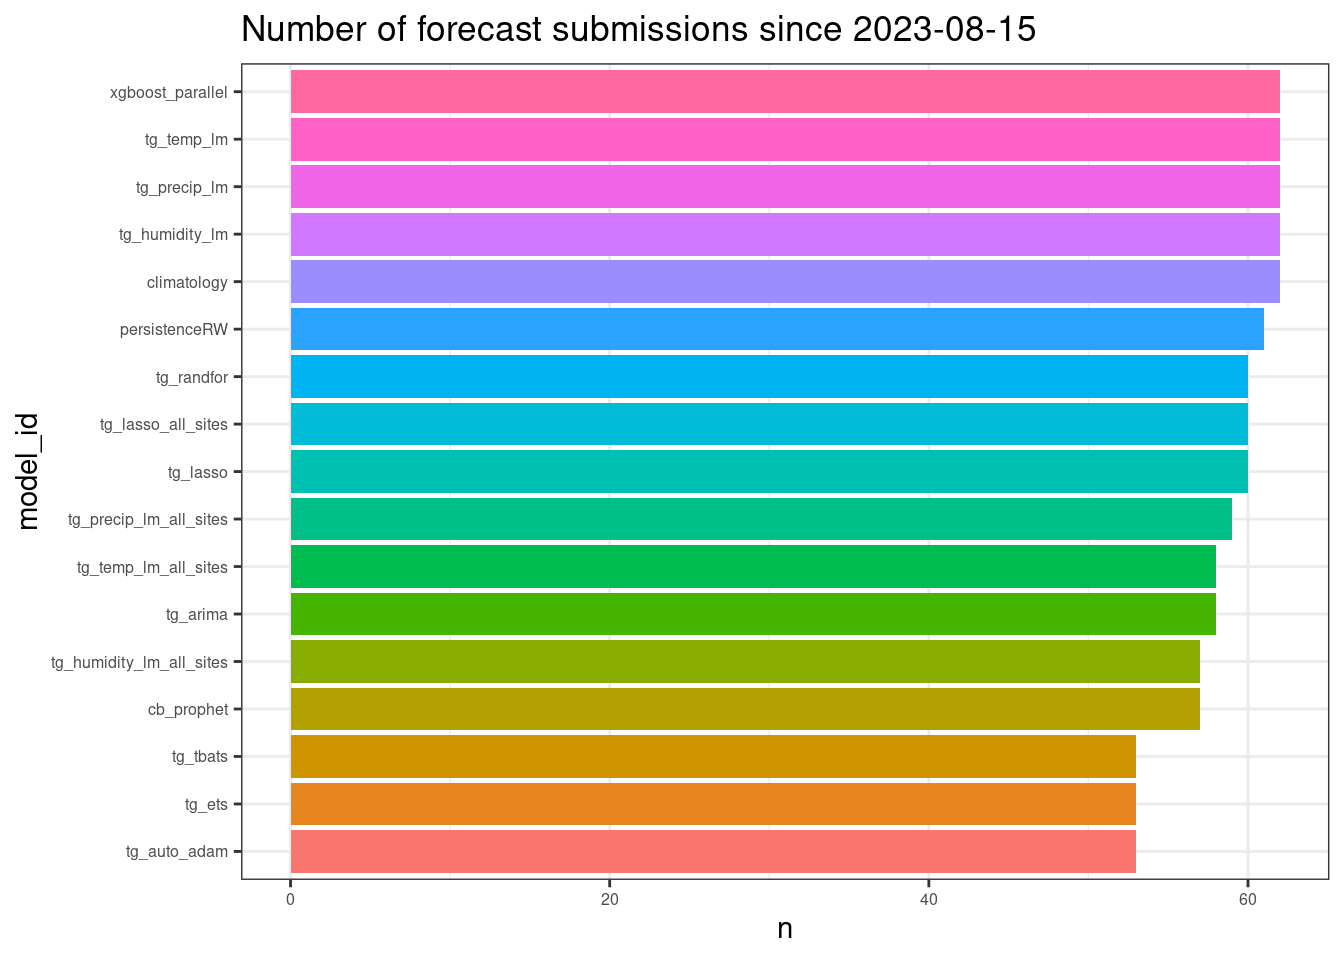 Number of forecast submissions since 2023-08-15
model_id
xgboost_parallel
tg_temp_lm
tg_precip_lm
tg_humidity_lm
climatology
persistenceRW
tg_randfor
tg_lasso_all_sites
tg_lasso
tg_precip_lm_all_sites
tg_temp_lm_all_sites
tg_arima
tg_humidity_lm_all_sites
cb_prophet
tg_tbats
tg_ets
tg_auto_adam
0 20 40 60
n